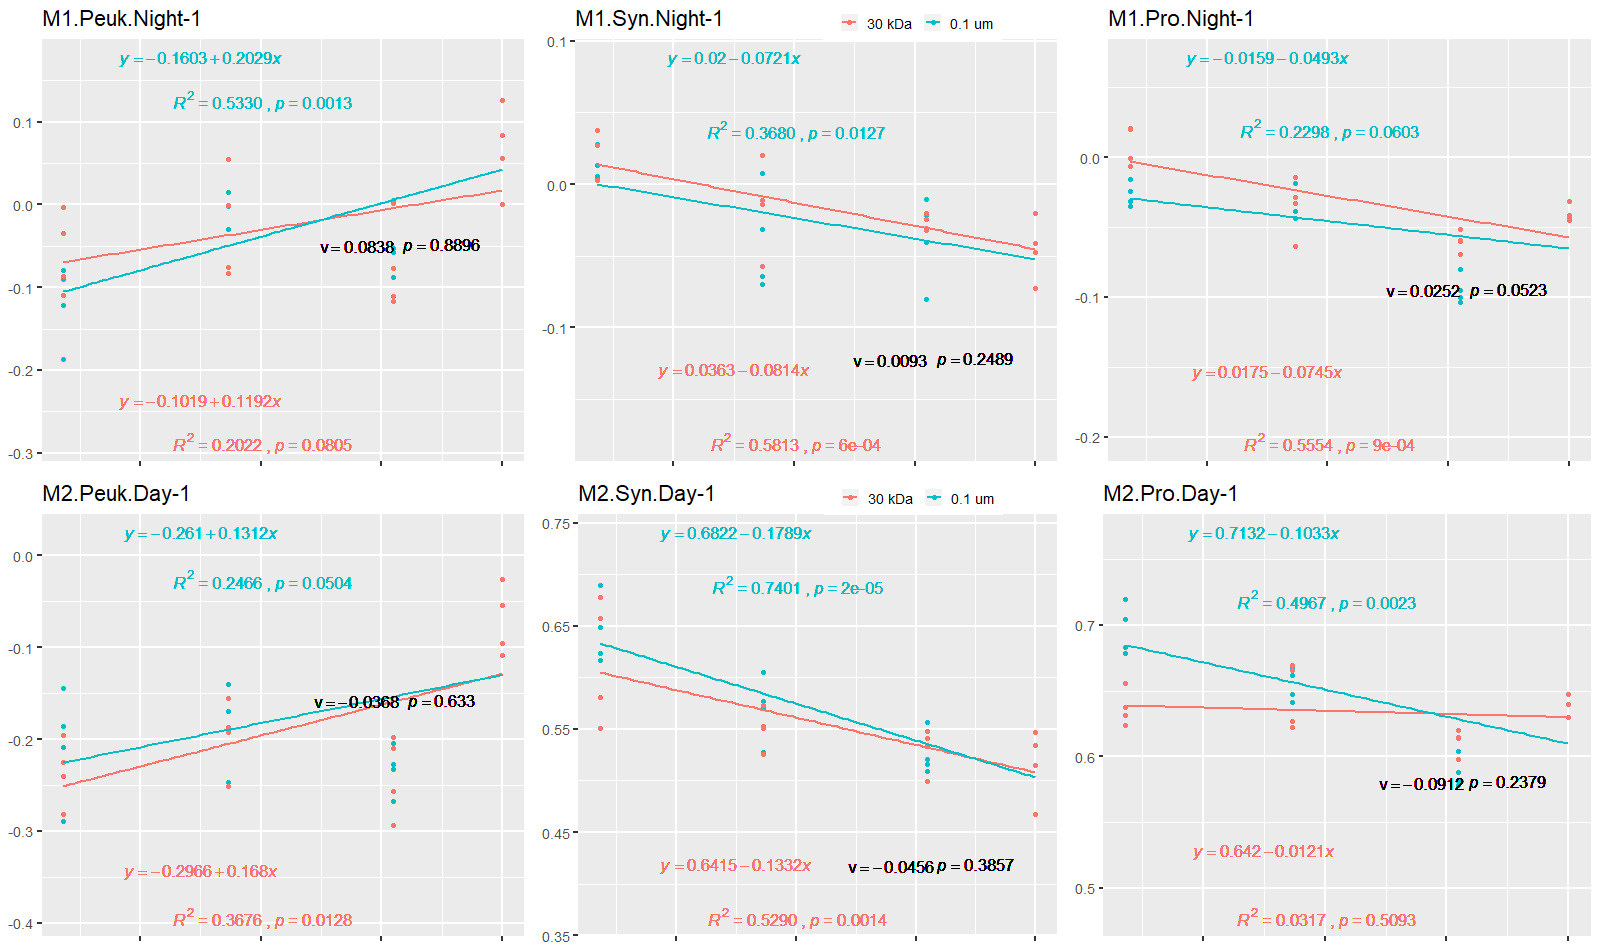 M1.Peuk.Night-1
y=−0.1603+0.2029x
R2=0.5330 , p=0.0013
0.1
0.0
-0.1
-0.2
-0.3
v=0.0838 p=0.8896
y=−0.1019+0.1192x
R2=0.2022 , p=0.0805
M1.Syn.Night-1
30 kDa 0.1 um
y=0.02−0.0721x
R2=0.3680 , p=0.0127
0.1
0.0
-0.1
v=0.0093 p=0.2489
y=0.0363−0.0814x
R2=0.5813 , p=6e-04
M1.Pro.Night-1
y=−0.0159−0.0493x
R2=0.2298 , p=0.0603
0.0
-0.1
-0.2
v=0.0252 p=0.0523
y=0.0175−0.0745x
R2=0.5554 , p=9e-04
M2.Peuk.Day-1
y=−0.261+0.1312x
R2=0.2466 , p=0.0504
0.0
-0.1
-0.2
-0.3
-0.4
v=−0.0368 p=0.633
y=−0.2966+0.168x
R2=0.3676 , p=0.0128
M2.Syn.Day-1
30 kDa 0.1 um
y=0.6822−0.1789x
R2=0.7401 , p=2e-05
0.75
0.65
0.55
0.45
0.35
v=−0.0456 p=0.3857
y=0.6415−0.1332x
R2=0.5290 , p=0.0014
M2.Pro.Day-1
y=0.7132−0.1033x
R2=0.4967 , p=0.0023
0.7
0.6
0.5
v=−0.0912 p=0.2379
y=0.642−0.0121x
R2=0.0317 , p=0.5093